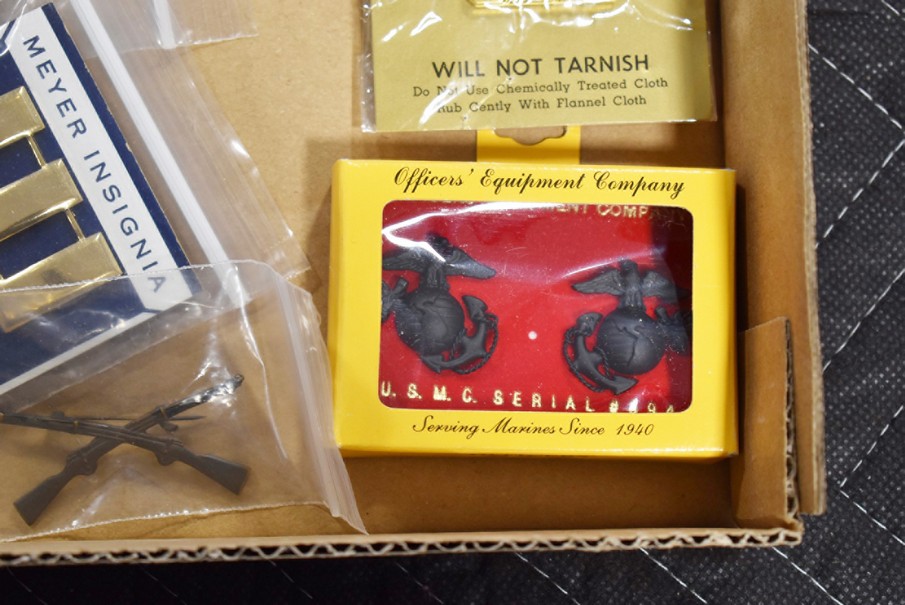 MEYER INSIGNIA
WILL NOT TARNISH
Do Not Use Chemically Treated Cloth
Rub Gently With Flannel Cloth
Officers' Equipment Company
U.S.M.C. SERIAL
Serving Marines Since 1940